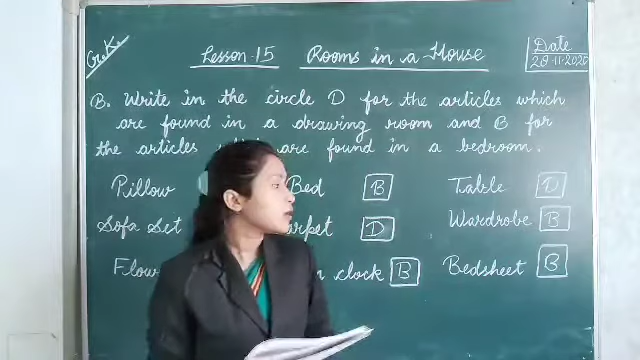 G.K. Lesson-15 Rooms in a House Date
28-11-2020
B. Write in the circle D for the articles which
are found in a drawing room and B for
the articles are found in a bedroom.
Pillow Bed B Table D
Sofa Set D Wardrobe B
clock B Bedsheet B